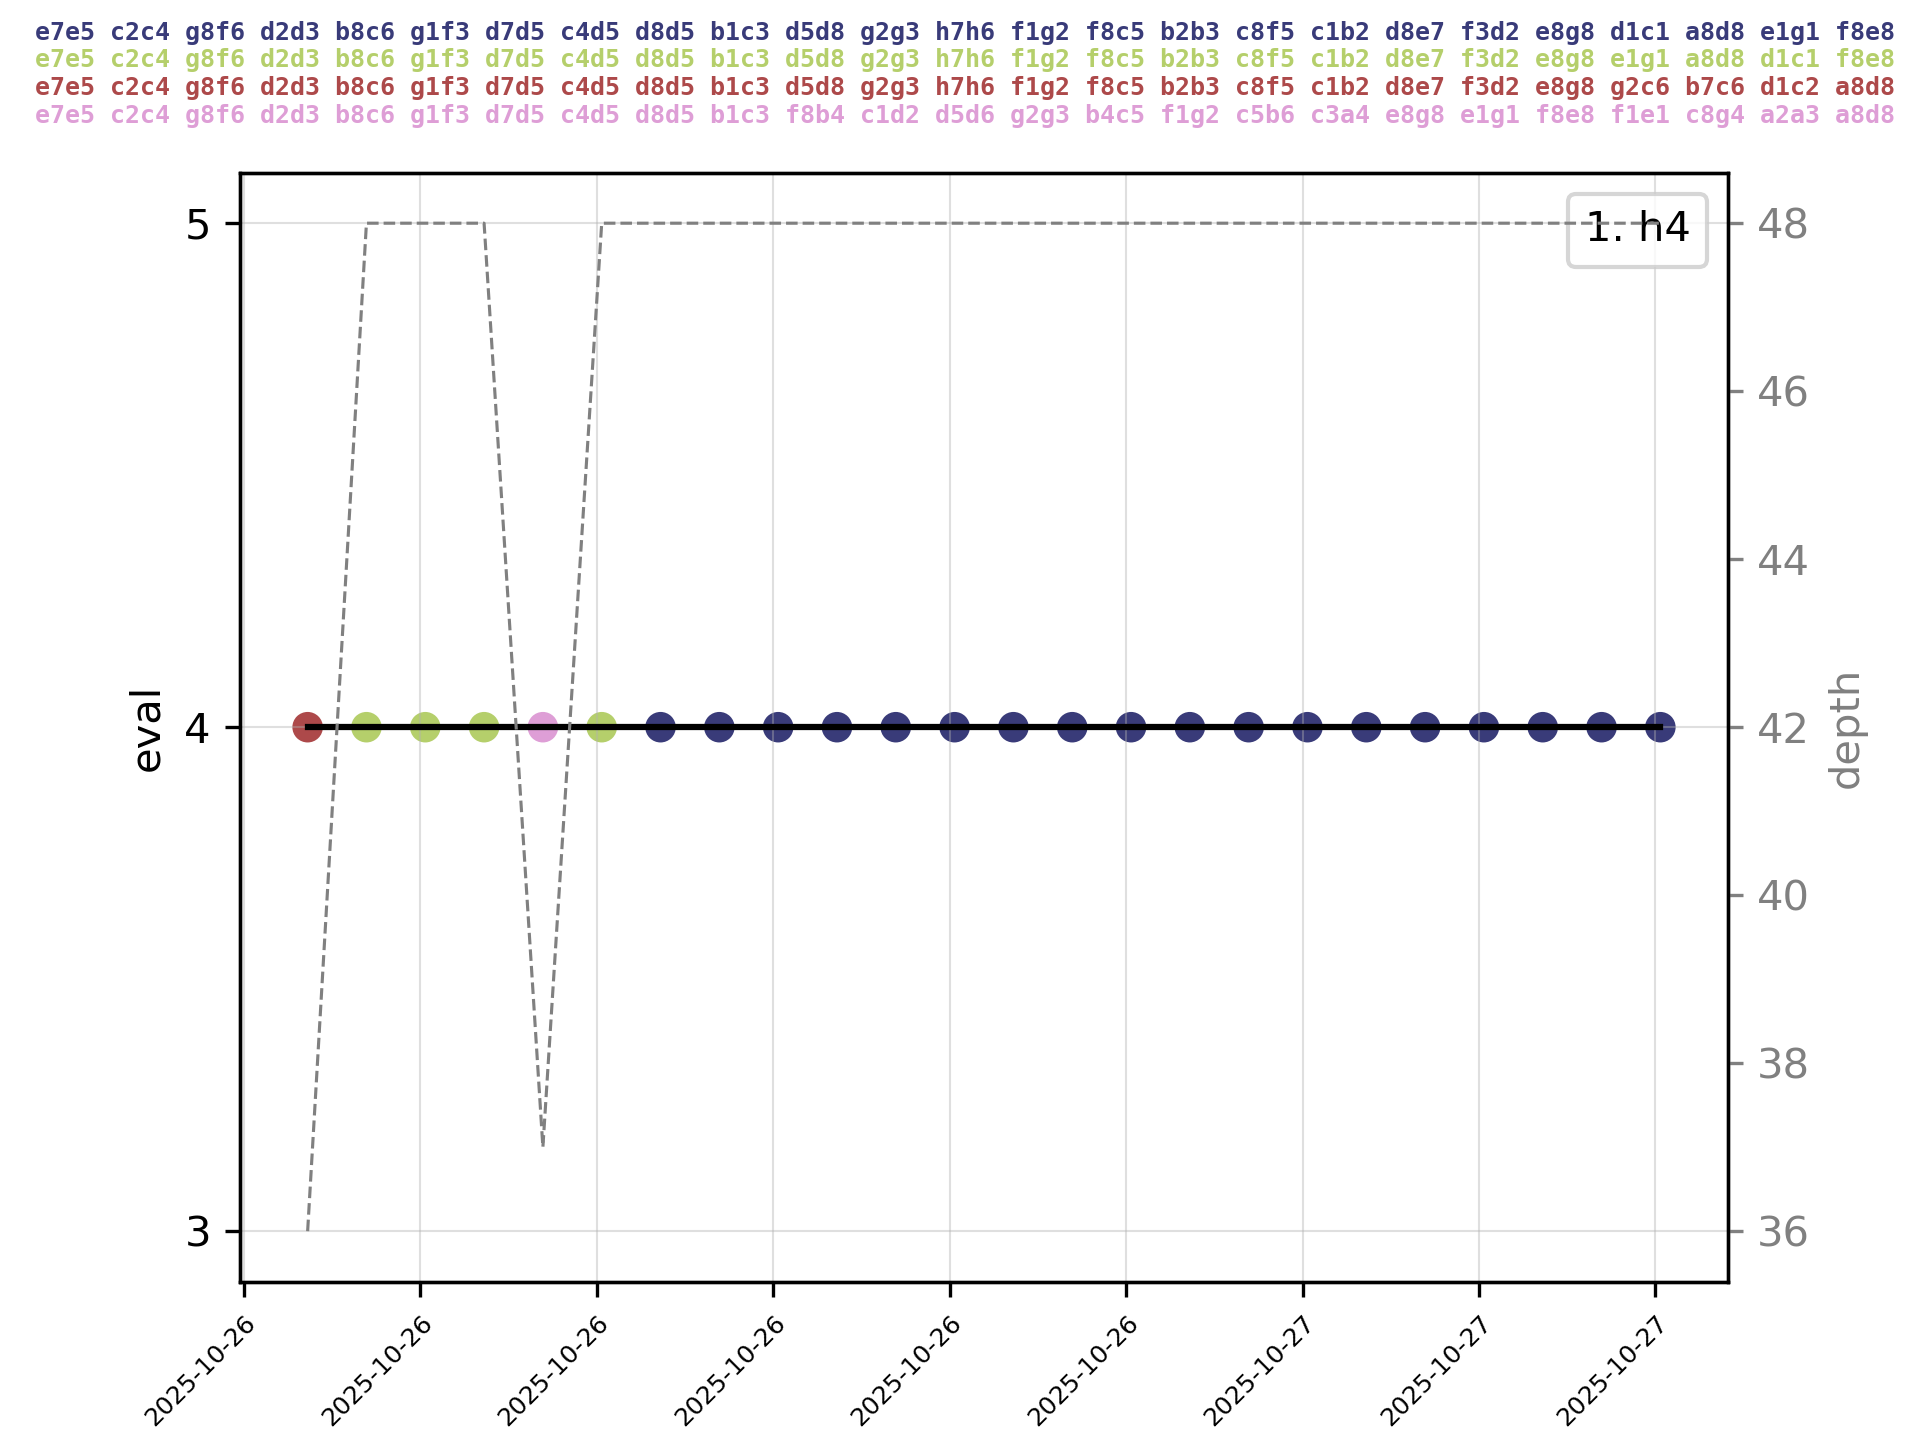 e7e5 c2c4 g8f6 d2d3 b8c6 g1f3 d7d5 c4d5 d8d5 b1c3 d5d8 g2g3 h7h6 f1g2 f8c5 b2b3 c8f5 c1b2 d8e7 f3d2 e8g8 d1c1 a8d8 e1g1 f8e8
e7e5 c2c4 g8f6 d2d3 b8c6 g1f3 d7d5 c4d5 d8d5 b1c3 d5d8 g2g3 h7h6 f1g2 f8c5 b2b3 c8f5 c1b2 d8e7 f3d2 e8g8 e1g1 a8d8 d1c1 f8e8
e7e5 c2c4 g8f6 d2d3 b8c6 g1f3 d7d5 c4d5 d8d5 b1c3 d5d8 g2g3 h7h6 f1g2 f8c5 b2b3 c8f5 c1b2 d8e7 f3d2 e8g8 g2c6 b7c6 d1c2 a8d8
e7e5 c2c4 g8f6 d2d3 b8c6 g1f3 d7d5 c4d5 d8d5 b1c3 f8b4 c1d2 d5d6 g2g3 b4c5 f1g2 c5b6 c3a4 e8g8 e1g1 f8e8 f1e1 c8g4 a2a3 a8d8
1. h4
5
4
3
eval
48
46
44
42
40
38
36
depth
2025-10-26
2025-10-26
2025-10-26
2025-10-26
2025-10-26
2025-10-26
2025-10-27
2025-10-27
2025-10-27